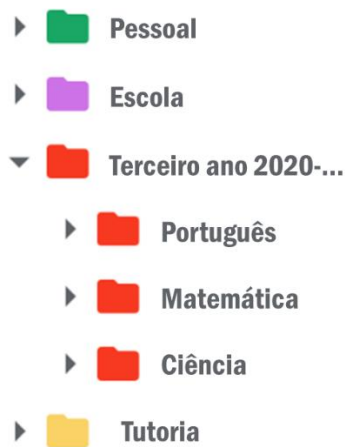 Pessoal
Escola
Terceiro ano 2020-...
Português
Matemática
Ciência
Tutoria